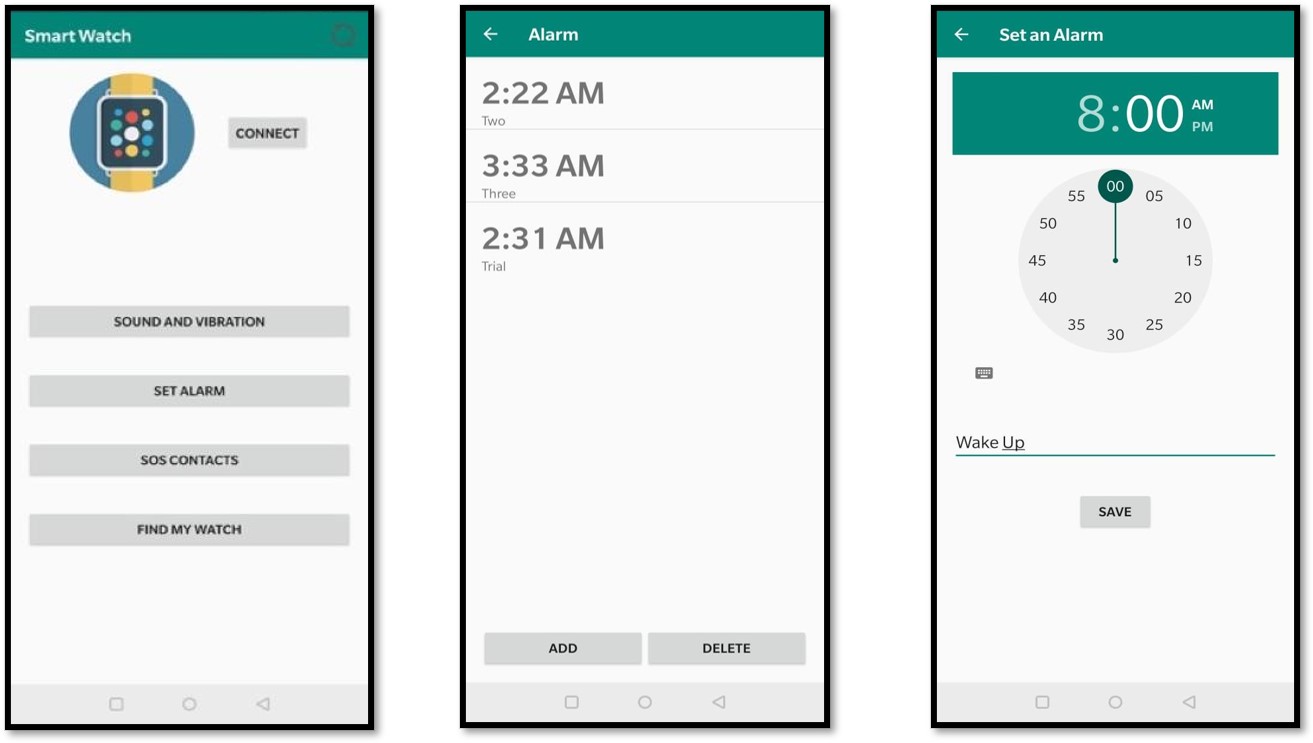 Smart Watch
CONNECT
SOUND AND VIBRATION
SET ALARM
SOS CONTACTS
FIND MY WATCH
Alarm
2:22 AM
Two
3:33 AM
Three
2:31 AM
Trial
ADD
DELETE
Set an Alarm
8:00
AM
PM
00
55
05
50
10
45
15
40
20
35
25
30
Wake Up
SAVE